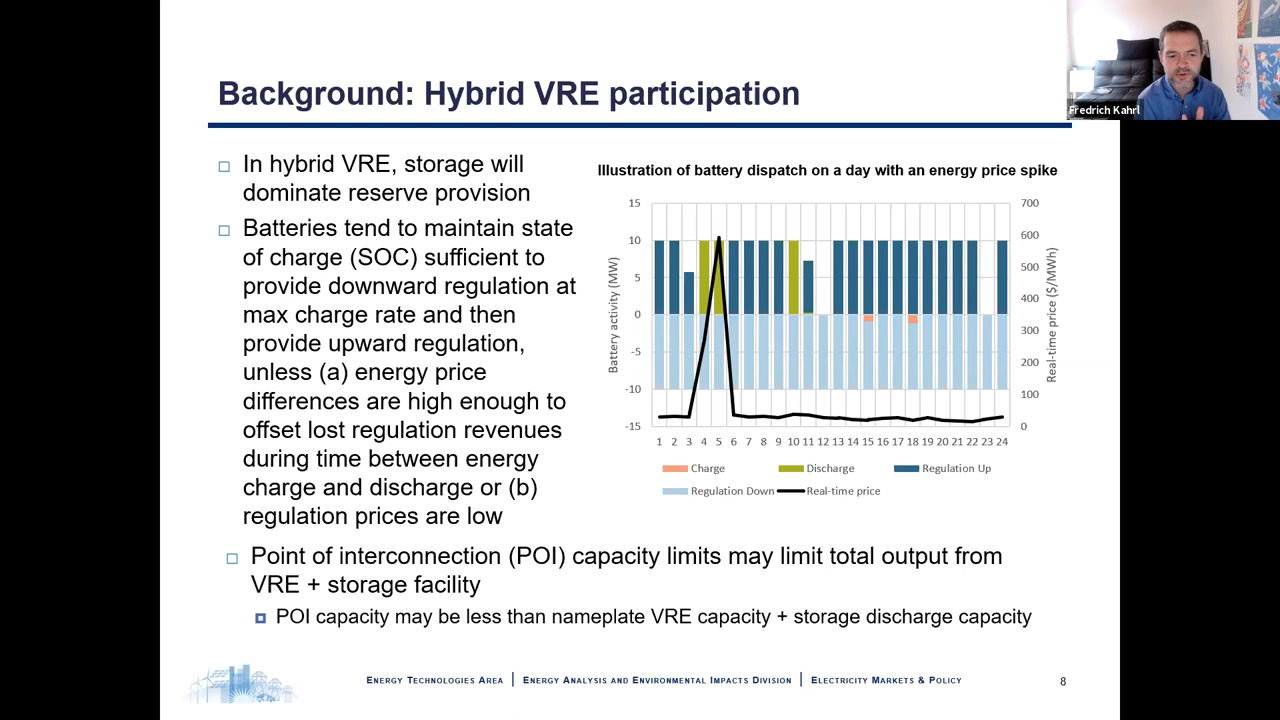 Fredrich Kahrl
Background: Hybrid VRE participation
In hybrid VRE, storage will
dominate reserve provision
Batteries tend to maintain state
of charge (SOC) sufficient to
provide downward regulation at
max charge rate and then
provide upward regulation,
unless (a) energy price
differences are high enough to
offset lost regulation revenues
during time between energy
charge and discharge or (b)
regulation prices are low
Illustration of battery dispatch on a day with an energy price spike
Battery activity (MW)
15
10
5
0
-5
-10
-15
700
600
500
400
300
200
100
0
Real-time price ($/MWh)
1 2 3 4 5 6 7 8 9 10 11 12 13 14 15 16 17 18 19 20 21 22 23 24
Charge Discharge Regulation Up
Regulation Down Real-time price
Point of interconnection (POI) capacity limits may limit total output from
VRE + storage facility
POI capacity may be less than nameplate VRE capacity + storage discharge capacity
ENERGY TECHNOLOGIES AREA | ENERGY ANALYSIS AND ENVIRONMENTAL IMPACTS DIVISION | ELECTRICITY MARKETS & POLICY
8